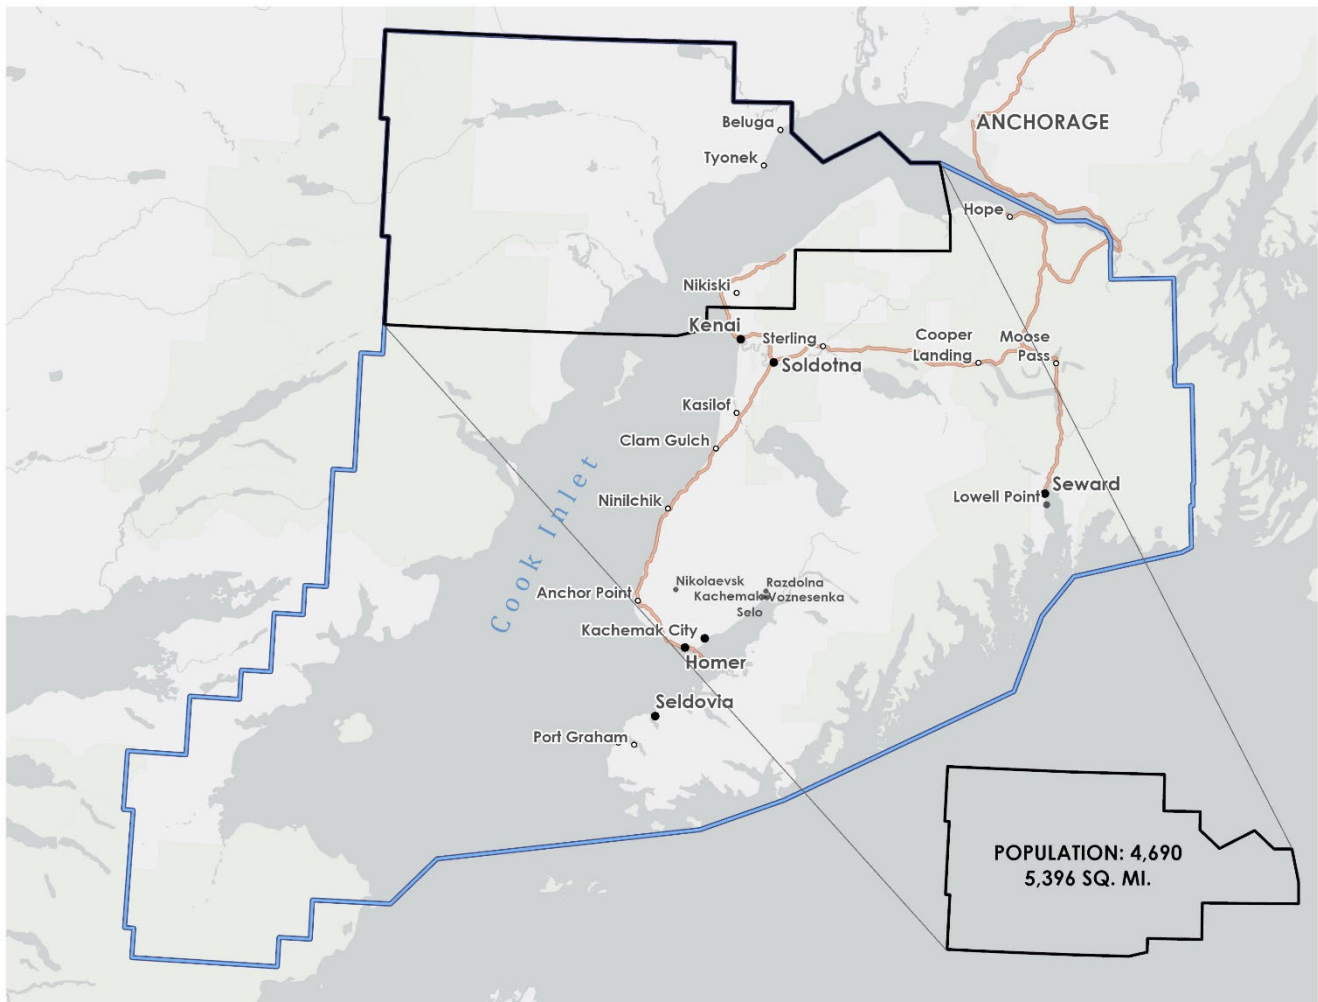 Beluga
ANCHORAGE
Tyonek
Hope
Nikiski
Kenai
Sterling
Cooper
Landing
Moose
Pass
Soldotna
Kasilof
Clam Gulch
Cook Inlet
Ninilchik
Seward
Lowell Point
Nikolaevsk
Razdolna
Kachemak
Voznesenka
Selo
Anchor Point
Kachemak City
Homer
Seldovia
Port Graham
POPULATION: 4,690
5,396 SQ. MI.